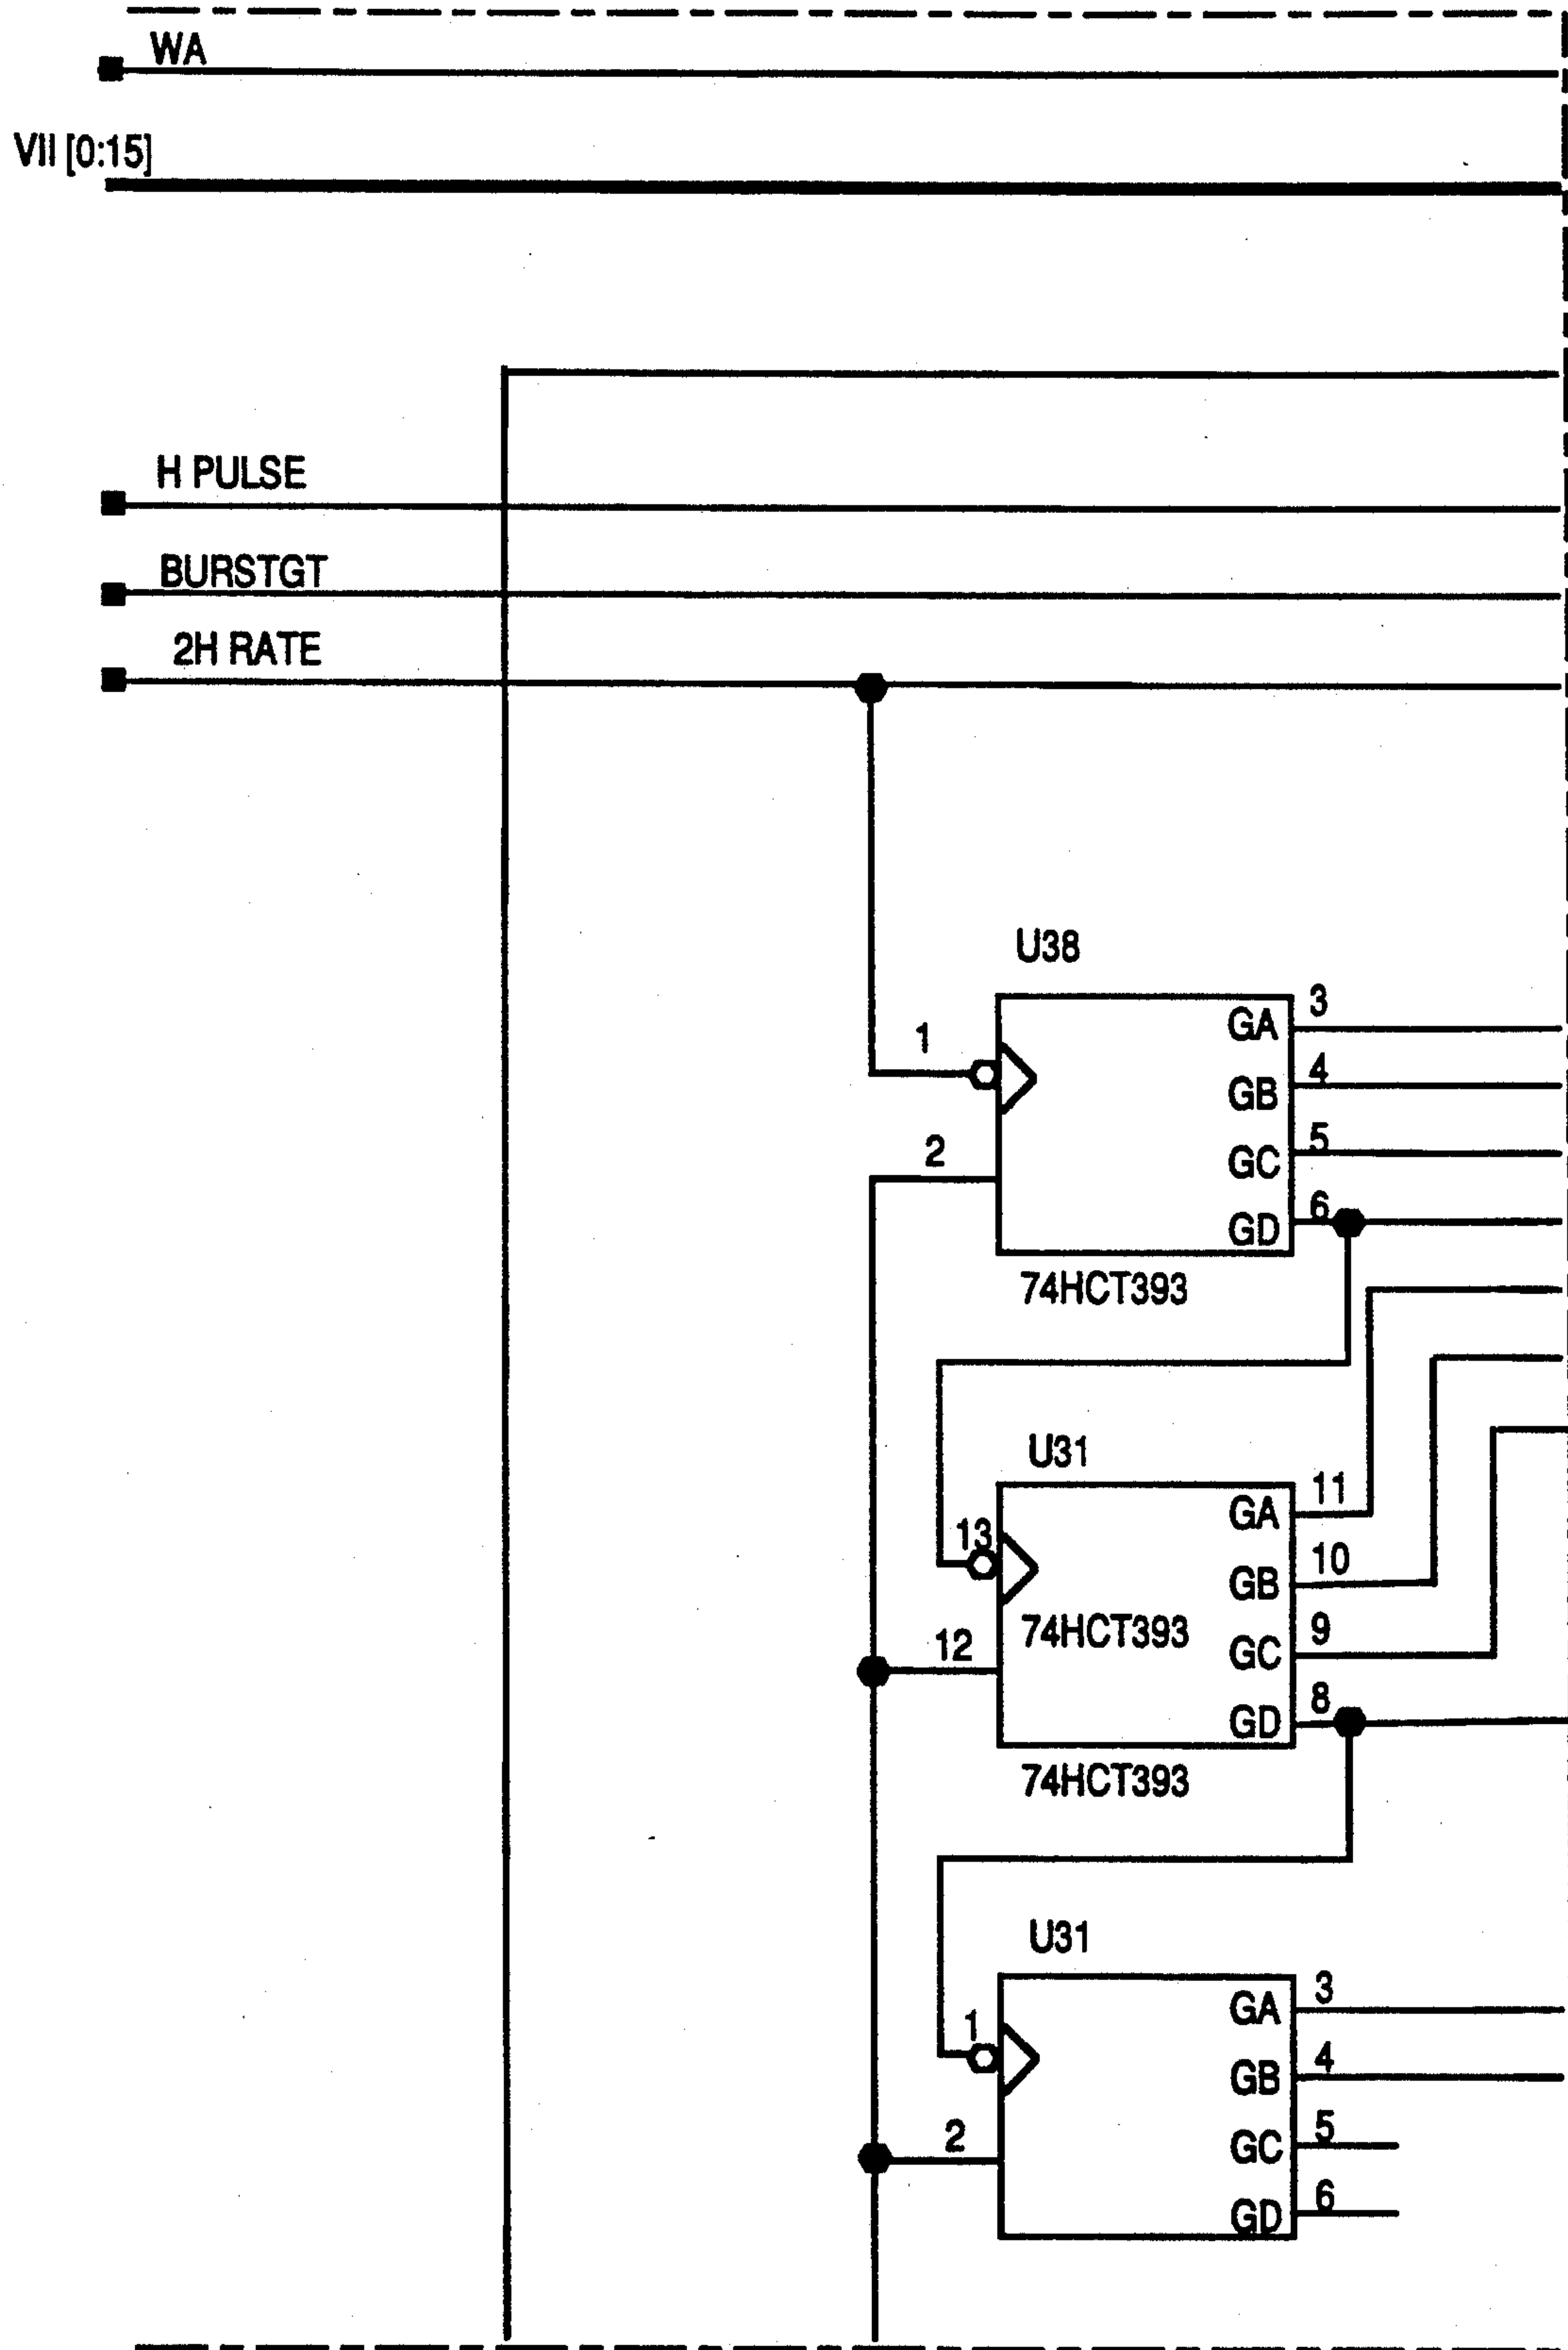 WA
VII [0:15]
H PULSE
BURSTGT
2H RATE
U38
1
2
GA 3
GB 4
GC 5
GD 6
74HCT393
U31
13
12
74HCT393
GA 11
GB 10
GC 9
GD 8
74HCT393
U31
1
2
GA 3
GB 4
GC 5
GD 6